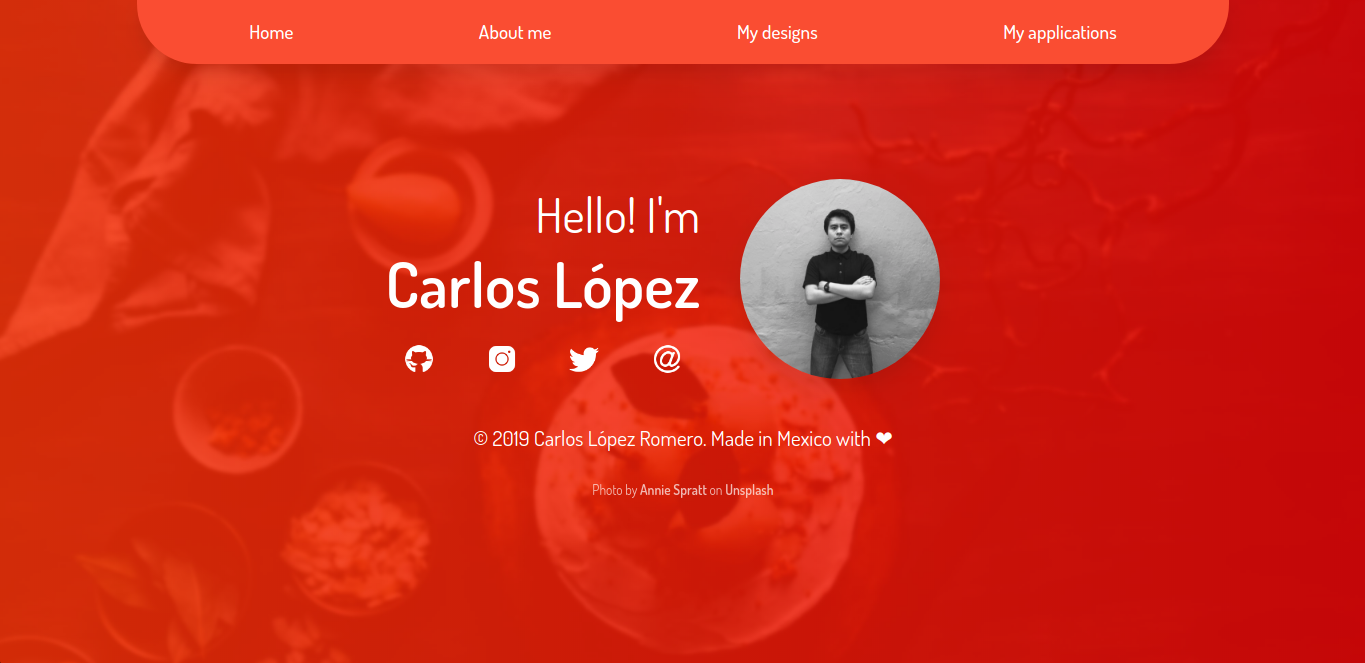 Home
About me
My designs
My applications
Hello! I'm
Carlos López
© 2019 Carlos López Romero. Made in Mexico with ❤
Photo by Annie Spratt on Unsplash